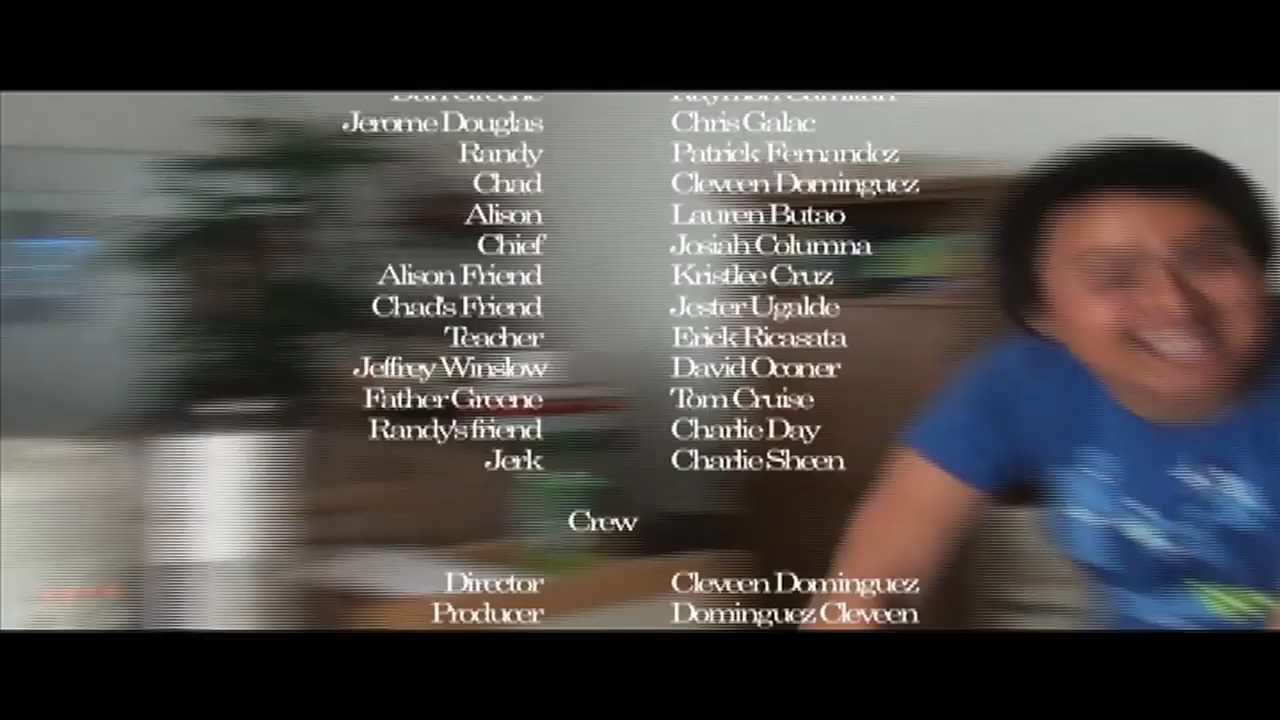 Jerome Douglas Chris Galac
Randy Patrick Fernandez
Chad Cleveen Dominguez
Alison Lauren Butao
Chief Josiah Columna
Alison Friend Kristlee Cruz
Chad's Friend Jester Ugalde
Teacher Erick Ricasata
Jeffrey Winslow David Oconer
Father Greene Tom Cruise
Randy's friend Charlie Day
Jerk Charlie Sheen
Crew
Director Cleveen Dominguez
Producer Dominguez Cleveen